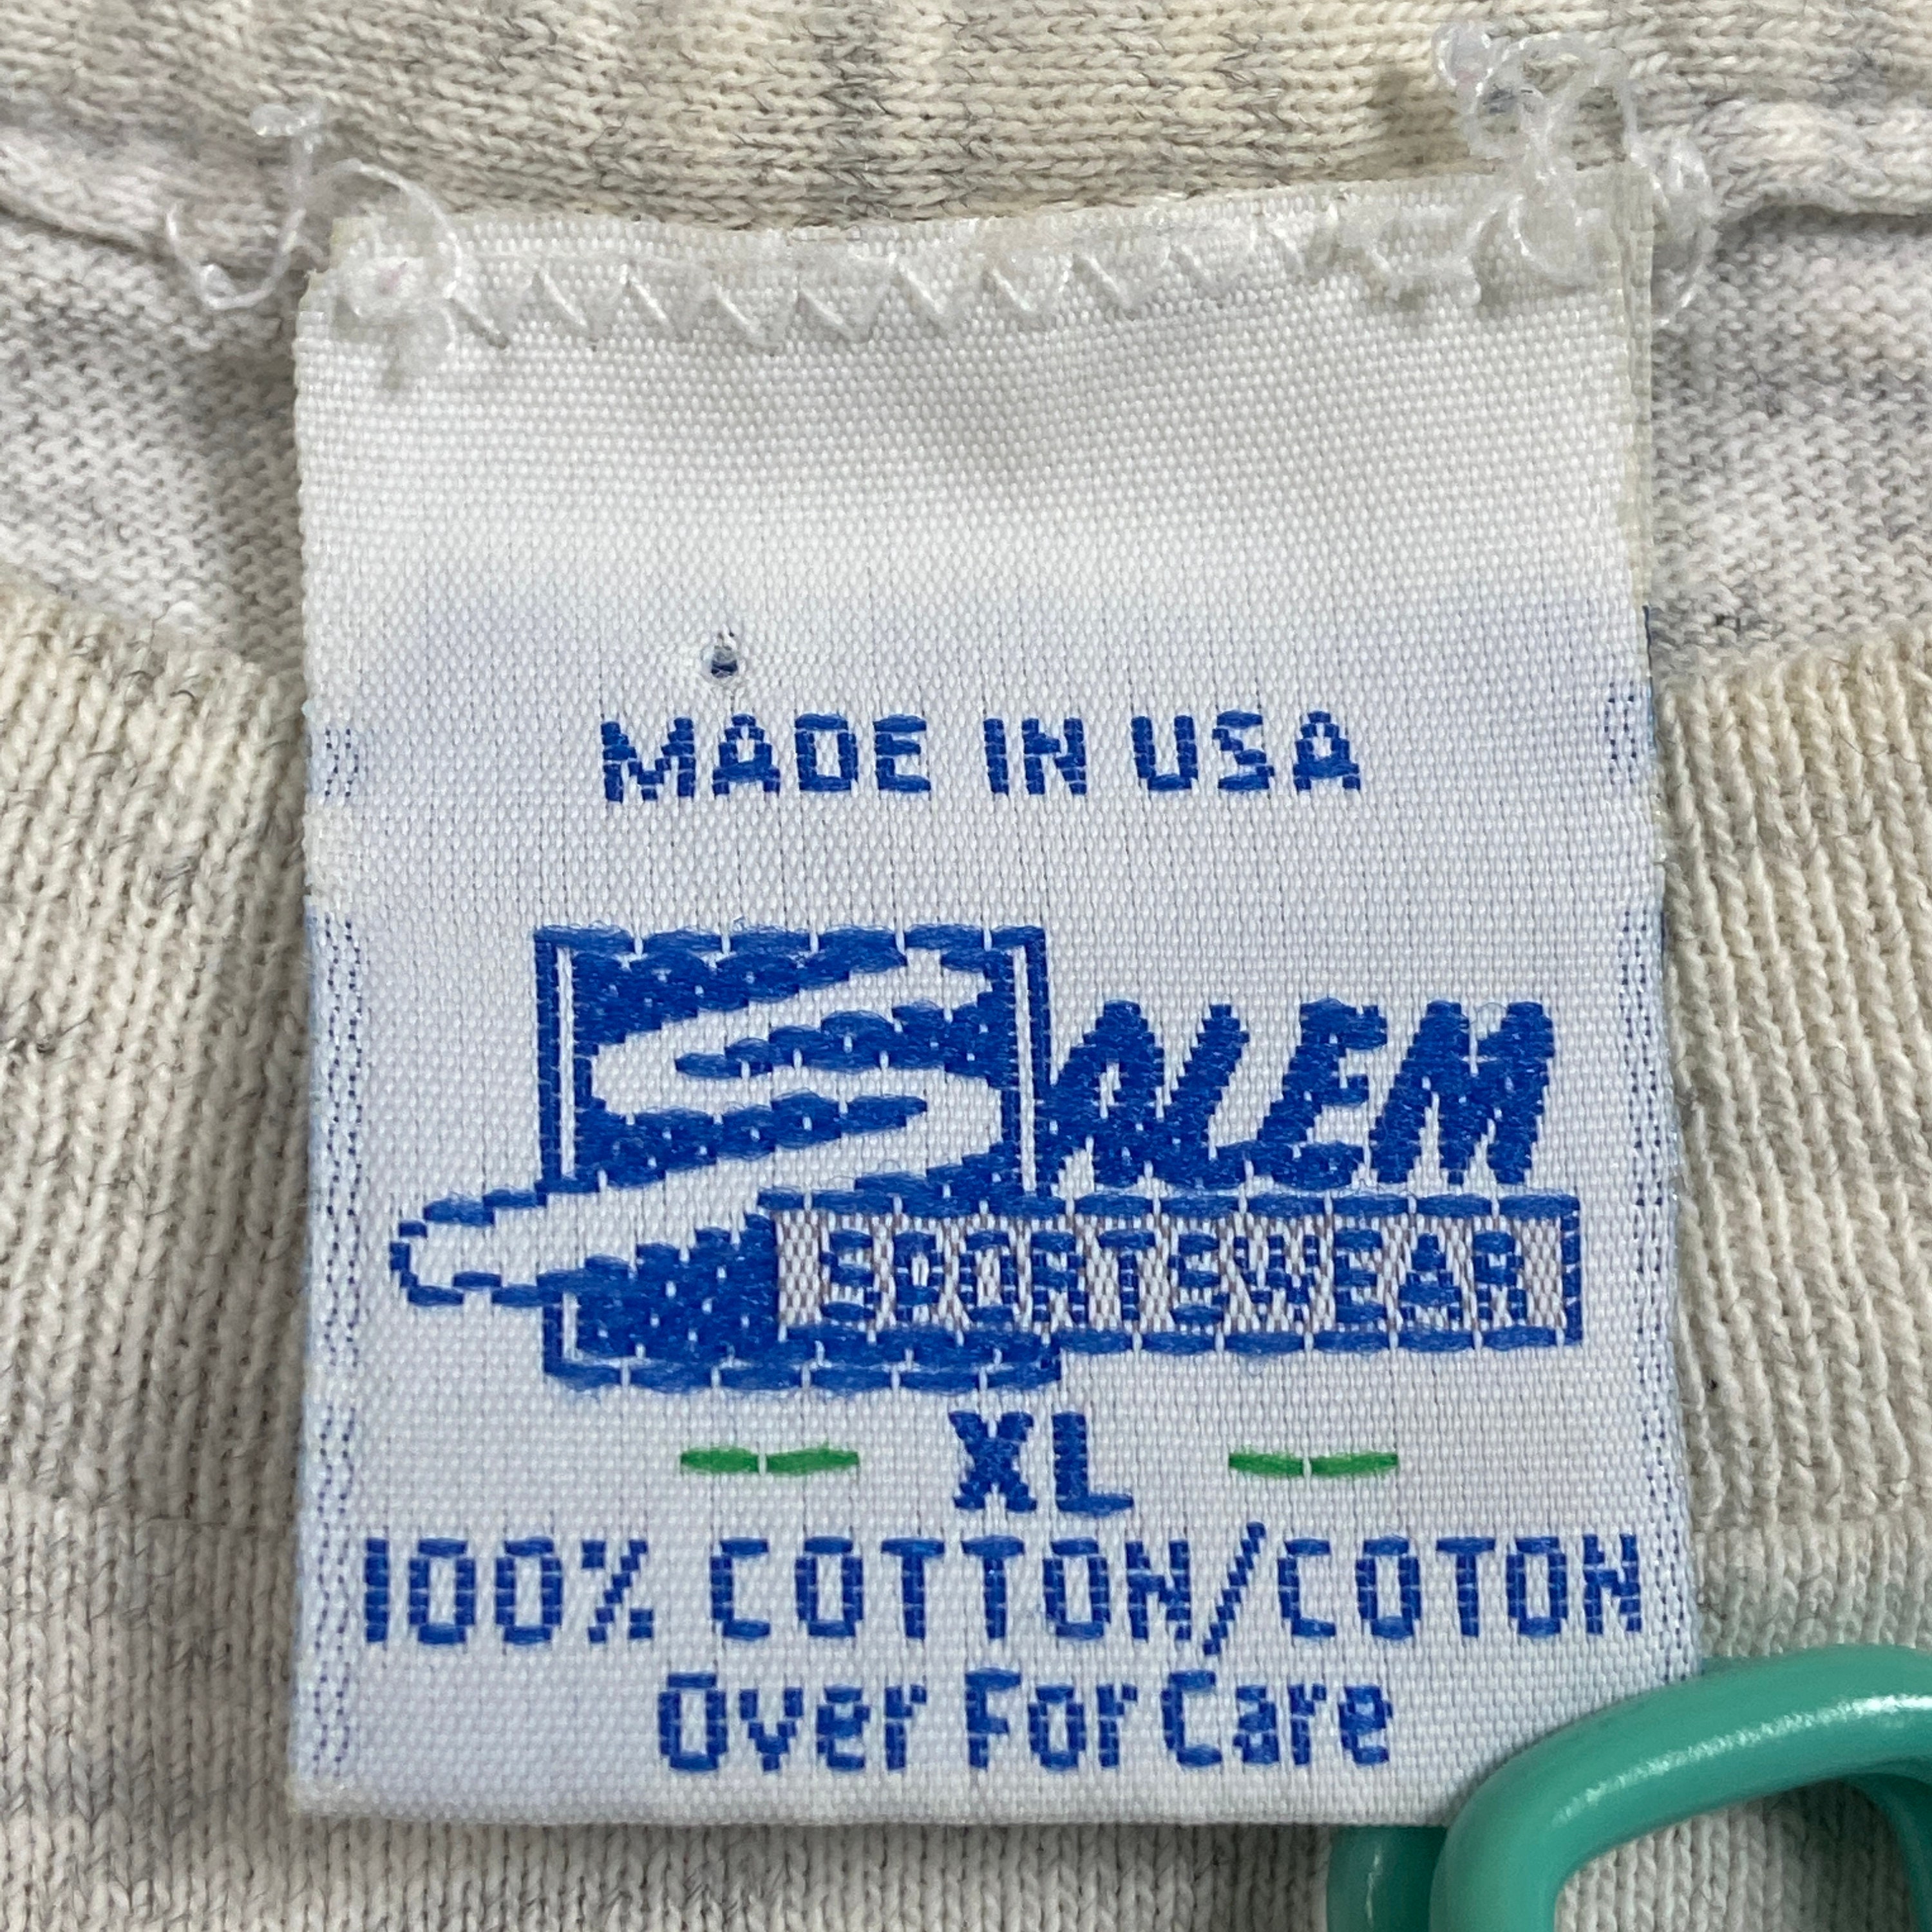 MADE IN USA
SALEM
SPORTSWEAR
XL
100% COTTON/COTON
Over For Care